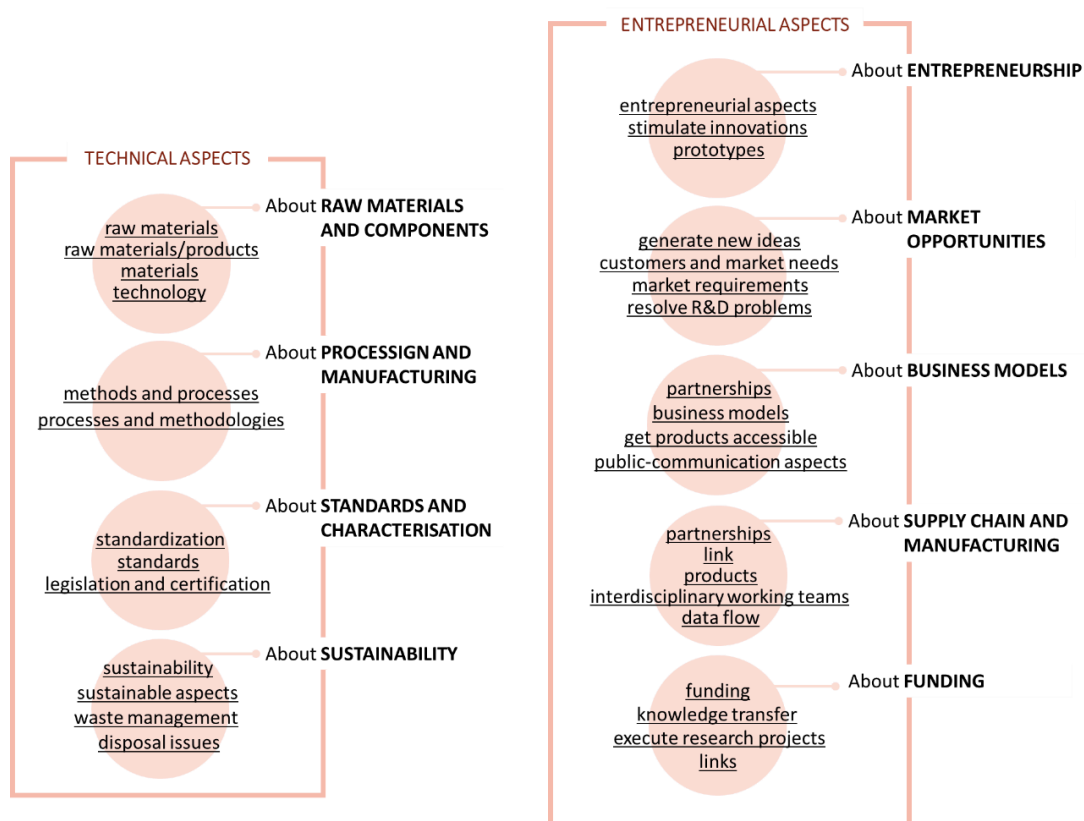 TECHNICAL ASPECTS
About RAW MATERIALS
AND COMPONENTS
raw materials
raw materials/products
materials
technology
About PROCESSIGN AND
MANUFACTURING
methods and processes
processes and methodologies
About STANDARDS AND
CHARACTERISATION
standardization
standards
legislation and certification
About SUSTAINABILITY
sustainability
sustainable aspects
waste management
disposal issues
ENTREPRENEURIAL ASPECTS
About ENTREPRENEURSHIP
entrepreneurial aspects
stimulate innovations
prototypes
About MARKET
OPPORTUNITIES
generate new ideas
customers and market needs
market requirements
resolve R&D problems
About BUSINESS MODELS
partnerships
business models
get products accessible
public-communication aspects
About SUPPLY CHAIN AND
MANUFACTURING
partnerships
link
products
interdisciplinary working teams
data flow
About FUNDING
funding
knowledge transfer
execute research projects
links